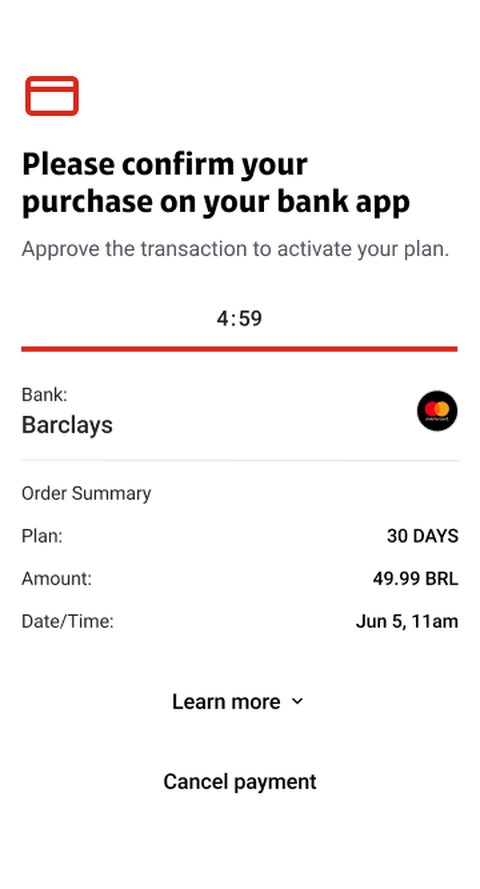 Please confirm your
purchase on your bank app
Approve the transaction to activate your plan.
4:59
Bank:
Barclays
Order Summary
Plan: 30 DAYS
Amount: 49.99 BRL
Date/Time: Jun 5, 11am
Learn more
Cancel payment